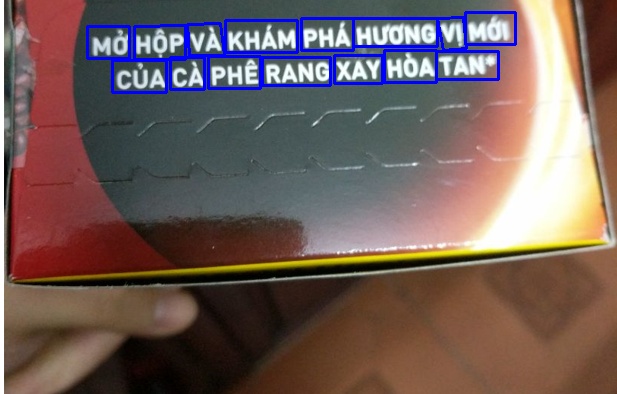 MỞ HỘP VÀ KHÁM PHÁ HƯƠNG VỊ MỚI
CỦA CÀ PHÊ RANG XAY HÒA TAN*